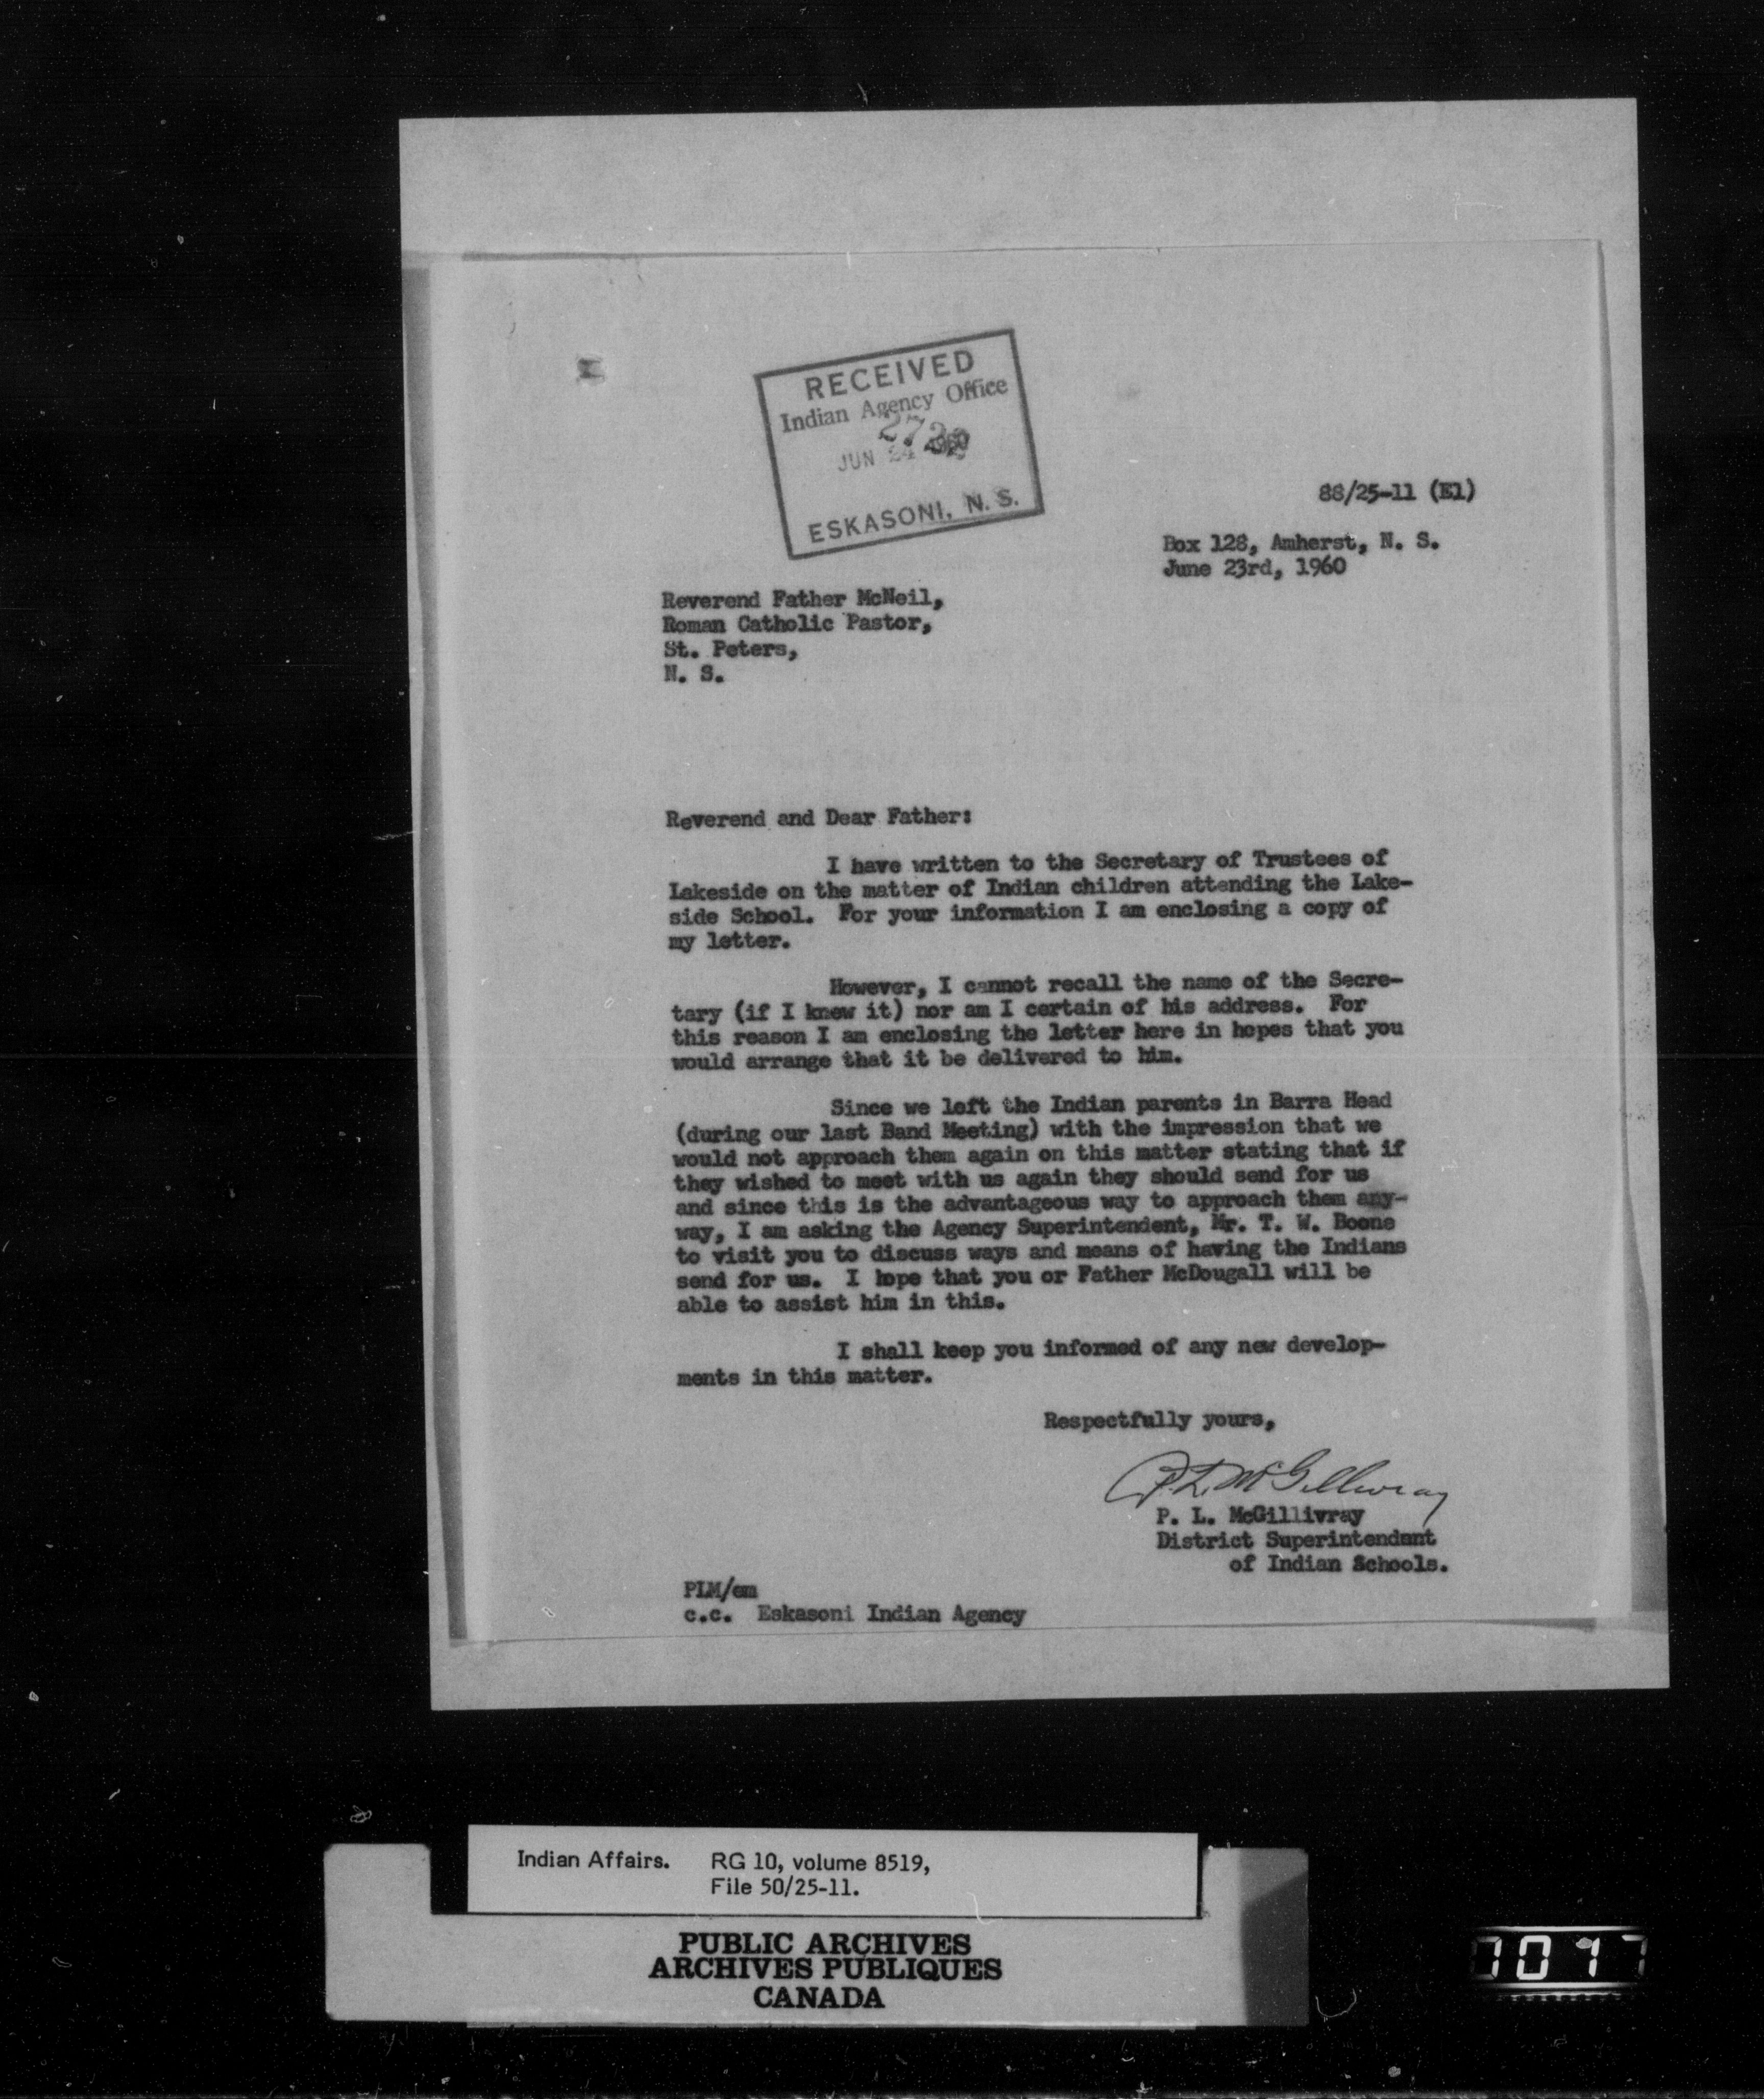 RECEIVED
Indian Agency Office
JUN 24 1960
ESKASONI, N. S.
88/25-11 (E1)
Box 128, Amherst, N. S.
June 23rd, 1960
Reverend Father McNeil,
Roman Catholic Pastor,
St. Peters,
N. S.
Reverend and Dear Father:
I have written to the Secretary of Trustees of
Lakeside on the matter of Indian children attending the Lake-
side School. For your information I am enclosing a copy of
my letter.
However, I cannot recall the name of the Secre-
tary (if I knew it) nor am I certain of his address. For
this reason I am enclosing the letter here in hopes that you
would arrange that it be delivered to him.
Since we left the Indian parents in Barra Head
(during our last Band Meeting) with the impression that we
would not approach them again on this matter stating that if
they wished to meet with us again they should send for us
and since this is the advantageous way to approach them any-
way, I am asking the Agency Superintendent, Mr. T. W. Boone
to visit you to discuss ways and means of having the Indians
send for us. I hope that you or Father McDougall will be
able to assist him in this.
I shall keep you informed of any new develop-
ments in this matter.
Respectfully yours,
P. L. McGillivray
P. L. McGillivray
District Superintendent
of Indian Schools.
PLM/em
c.c. Eskasoni Indian Agency
Indian Affairs. RG 10, volume 8519,
File 50/25-11.
PUBLIC ARCHIVES
ARCHIVES PUBLIQUES
CANADA